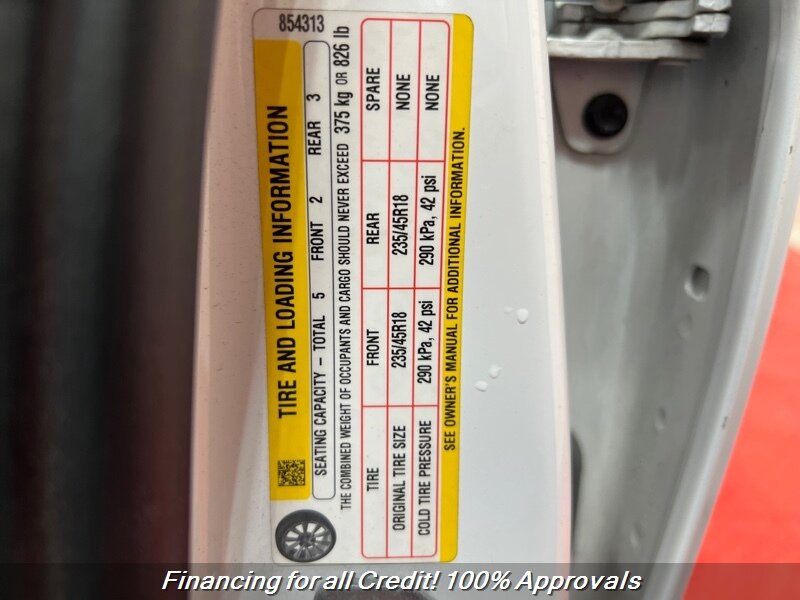 854313
TIRE AND LOADING INFORMATION
SEATING CAPACITY – TOTAL 5 FRONT 2 REAR 3
THE COMBINED WEIGHT OF OCCUPANTS AND CARGO SHOULD NEVER EXCEED 375 kg OR 826 lb
TIRE FRONT REAR SPARE
ORIGINAL TIRE SIZE 235/45R18 235/45R18 NONE
COLD TIRE PRESSURE 290 kPa, 42 psi 290 kPa, 42 psi NONE
SEE OWNER'S MANUAL FOR ADDITIONAL INFORMATION.
Financing for all Credit! 100% Approvals